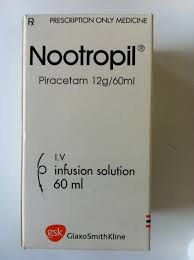 ℞ PRESCRIPTION ONLY MEDICINE
Nootropil®
Piracetam 12g/60ml
I.V
infusion solution
60 ml
gsk GlaxoSmithKline